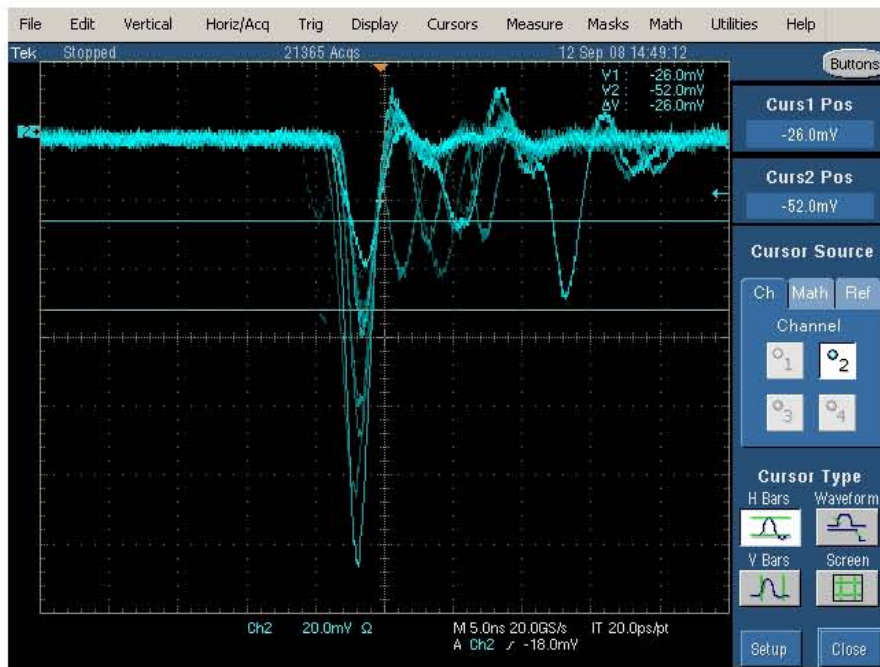 File Edit Vertical Horiz/Acq Trig Display Cursors Measure Masks Math Utilities Help
Tek Stopped 21365 Acqs 12 Sep 08 14:49:12
Buttons
V1: -26.0mV
V2: -52.0mV
ΔV: -26.0mV
2
Curs1 Pos
-26.0mV
Curs2 Pos
-52.0mV
Cursor Source
Ch Math Ref
Channel
1 2
3 4
Cursor Type
H Bars Waveform
V Bars Screen
Setup Close
Ch2 20.0mV Ω M 5.0ns 20.0GS/s IT 20.0ps/pt
A Ch2 ⁄ -18.0mV